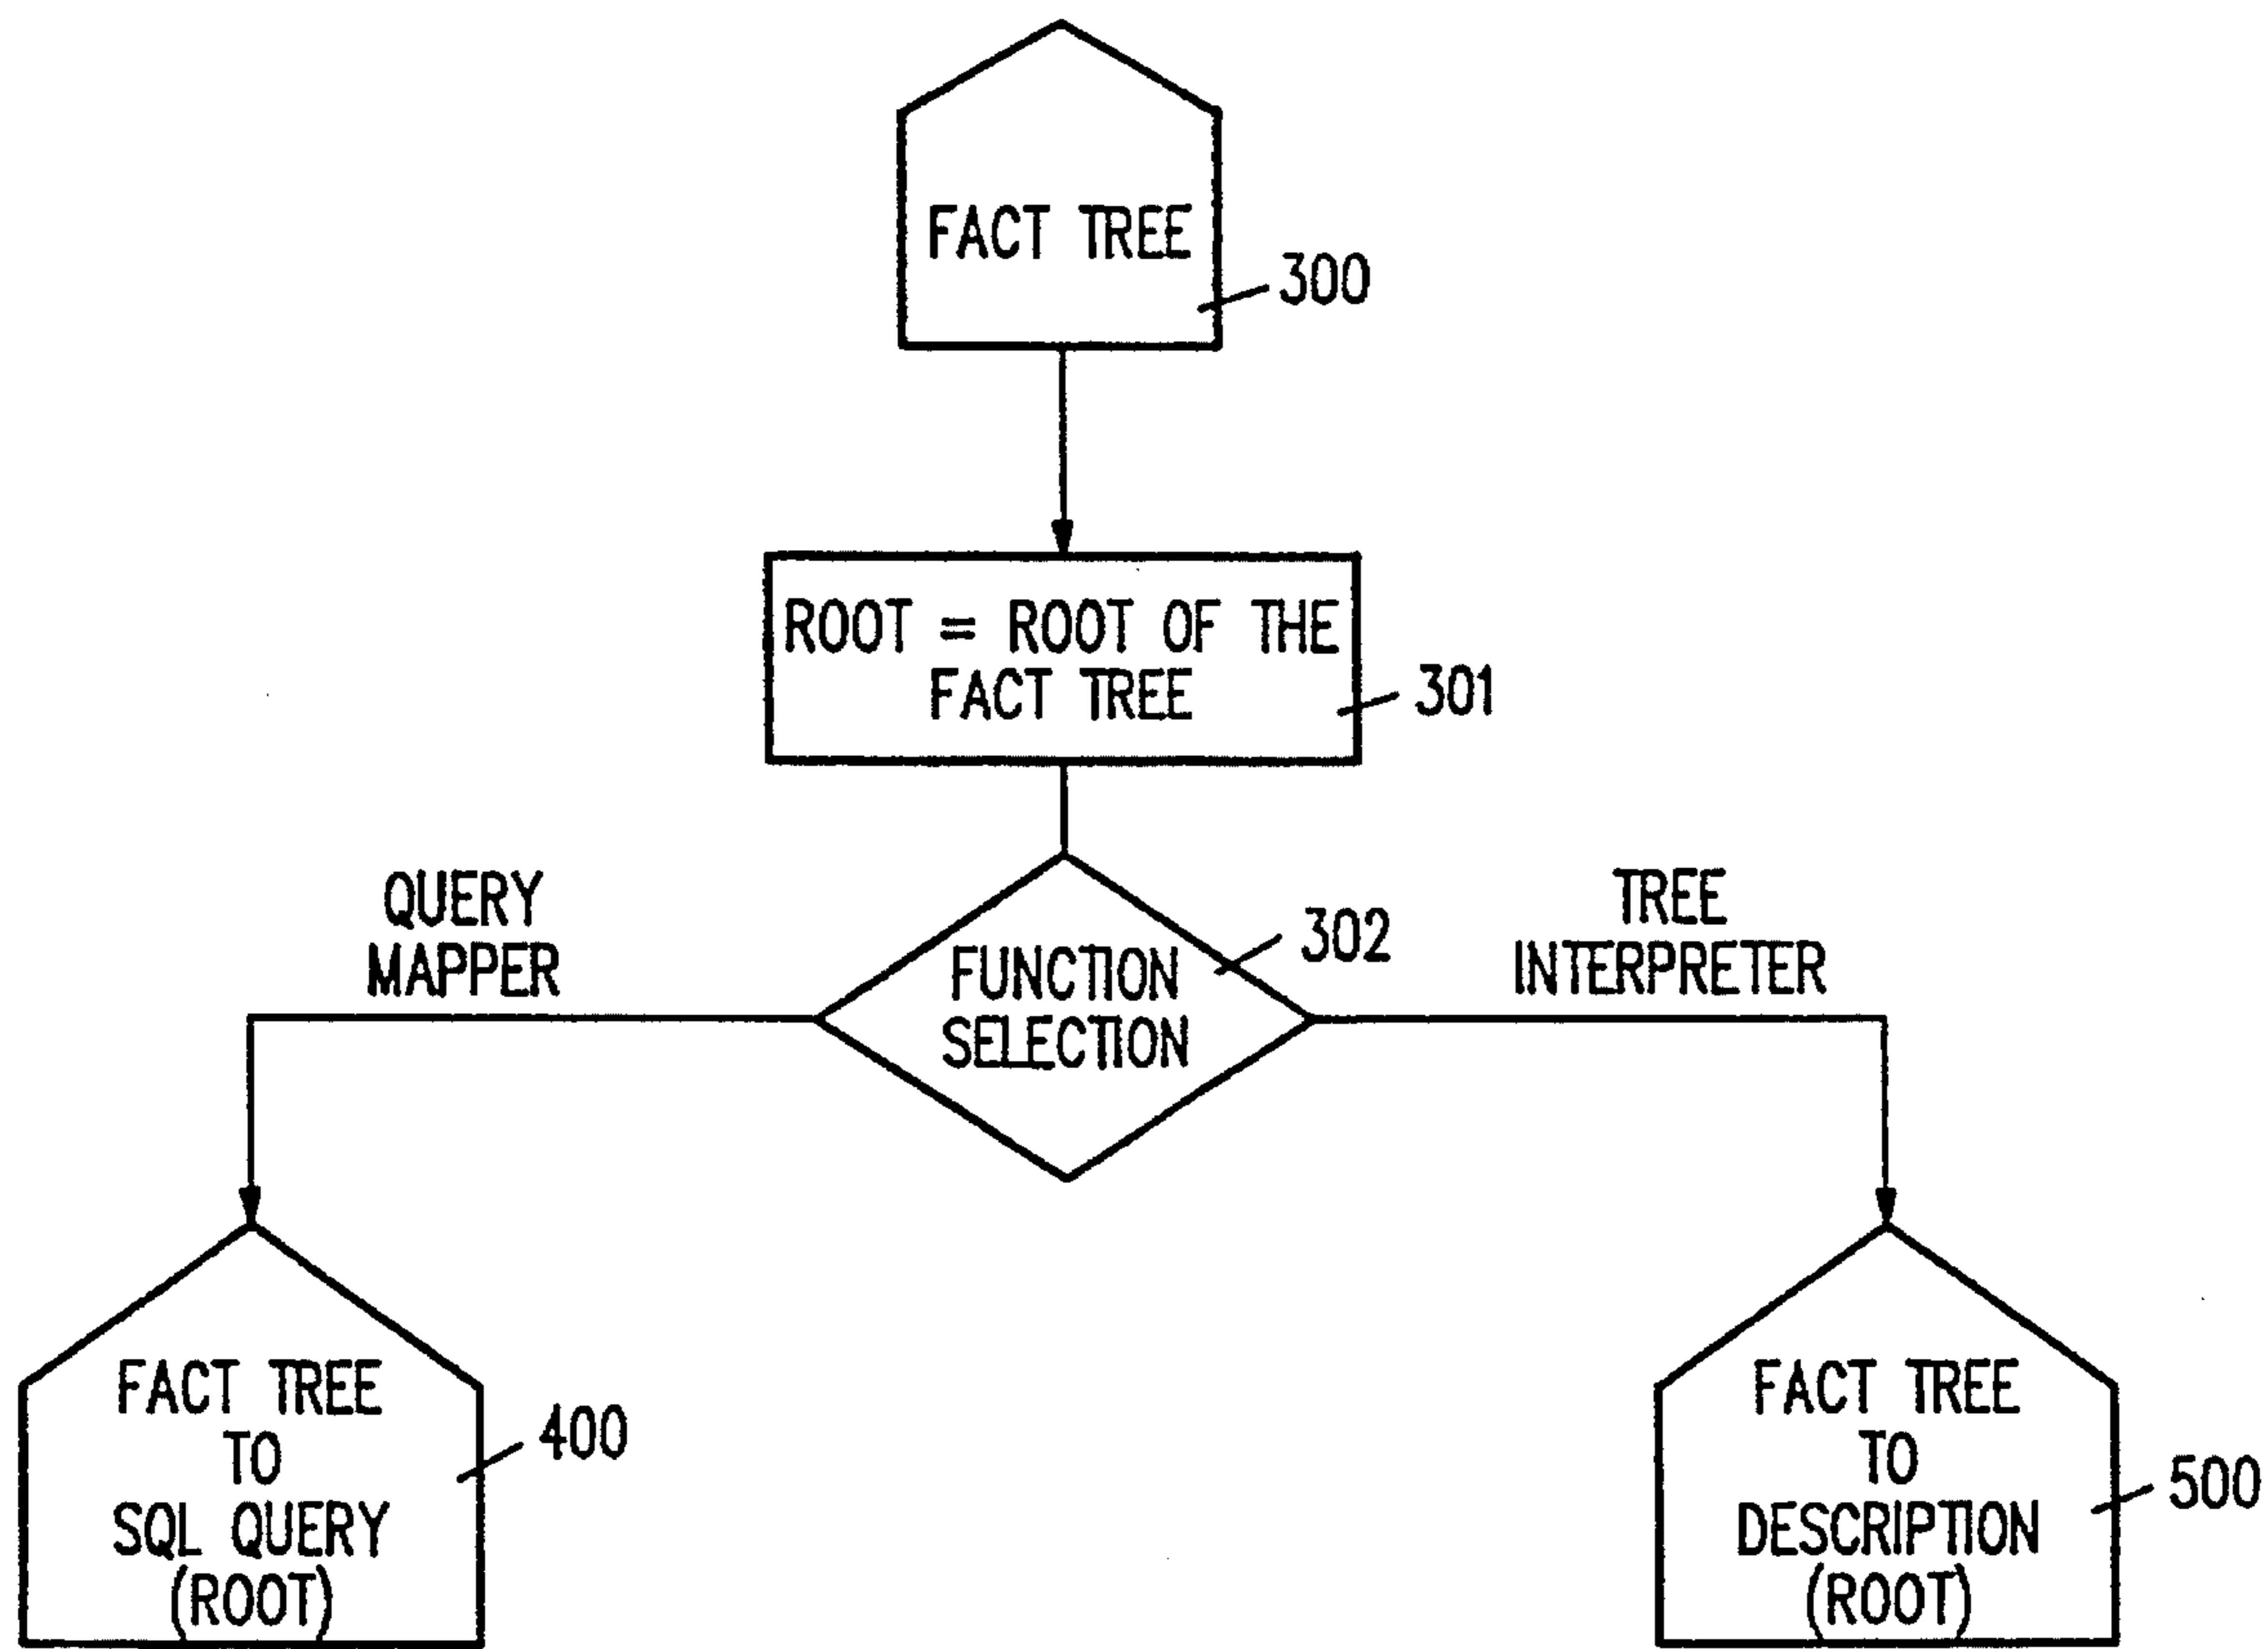 FACT TREE
300
ROOT = ROOT OF THE
FACT TREE
301
QUERY
MAPPER
FUNCTION
SELECTION
302
TREE
INTERPRETER
FACT TREE
TO
SQL QUERY
(ROOT)
400
FACT TREE
TO
DESCRIPTION
(ROOT)
500